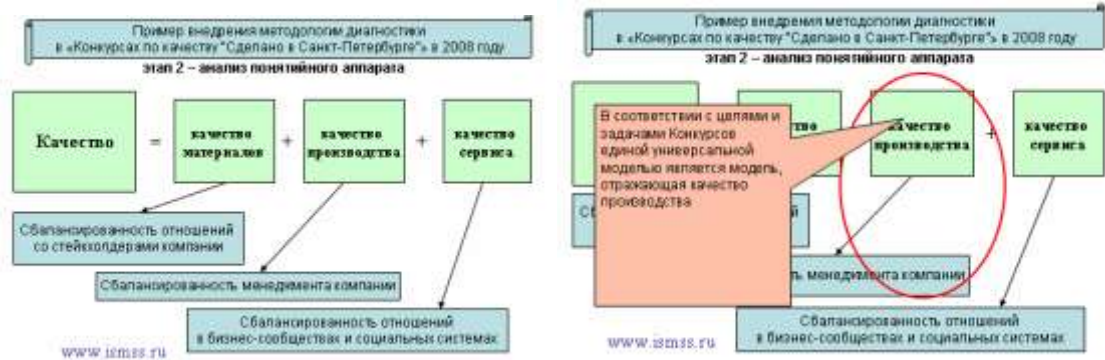 Пример внедрения методологии диагностики
в «Конкурсах по качеству "Сделано в Санкт-Петербурге"» в 2008 году
этап 2 – анализ понятийного аппарата
Качество
=
качество
материалов
+
качество
производства
+
качество
сервиса
Сбалансированность отношений
со стейкхолдерами компании
Сбалансированность менеджмента компании
Сбалансированность отношений
в бизнес-сообществах и социальных системах
www.ismss.ru
Пример внедрения методологии диагностики
в «Конкурсах по качеству "Сделано в Санкт-Петербурге"» в 2008 году
этап 2 – анализ понятийного аппарата
В соответствии с целями и
задачами Конкурсов
единой универсальной
моделью является модель,
отражающая качество
производства
качество
производства
+
качество
сервиса
менеджмента компании
Сбалансированность отношений
в бизнес-сообществах и социальных системах
www.ismss.ru